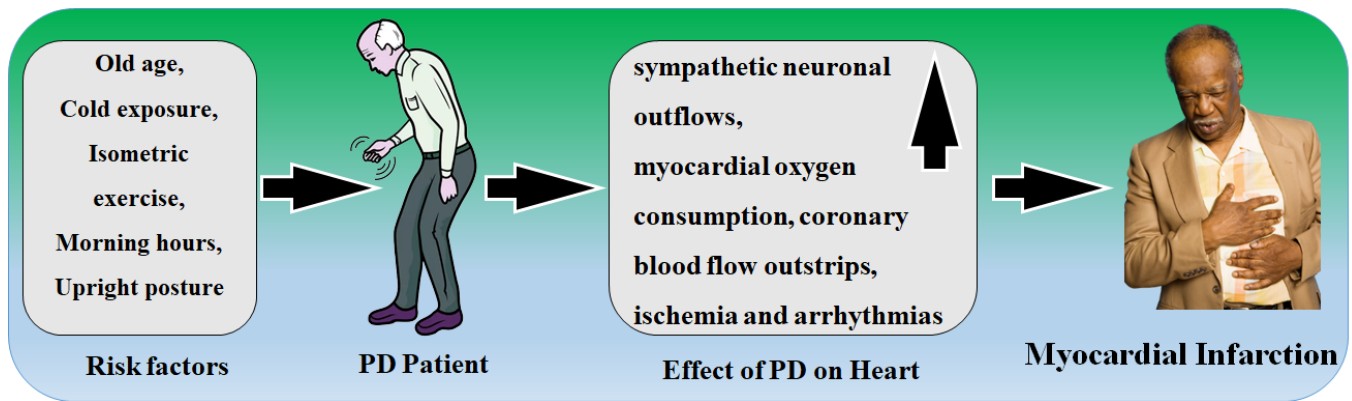 Old age,
Cold exposure,
Isometric
exercise,
Morning hours,
Upright posture
Risk factors
PD Patient
sympathetic neuronal
outflows,
myocardial oxygen
consumption, coronary
blood flow outstrips,
ischemia and arrhythmias
Effect of PD on Heart
Myocardial Infarction